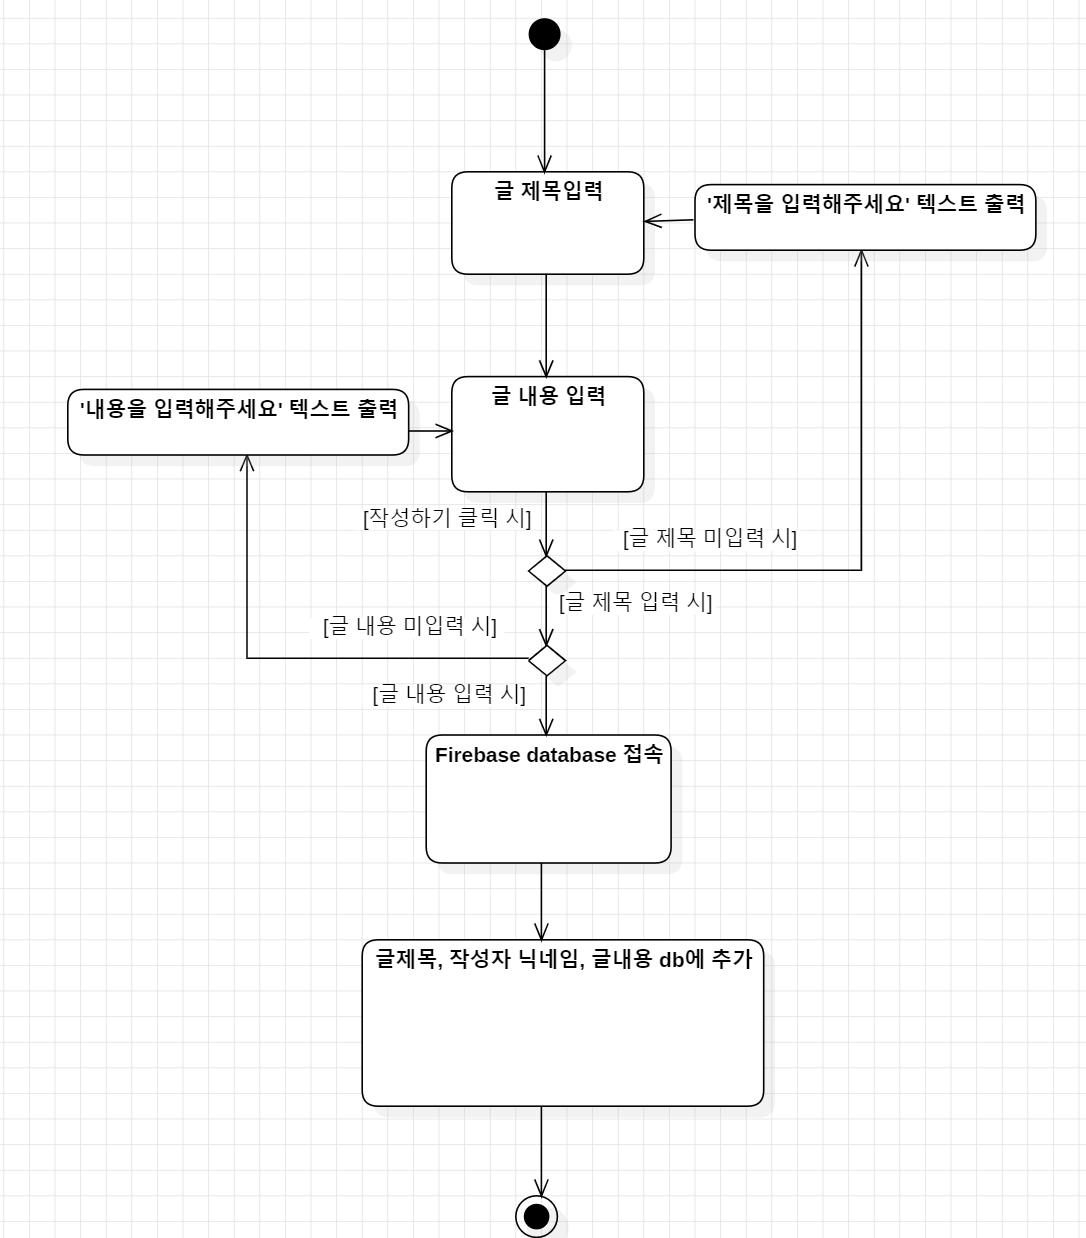 글 제목입력
'제목을 입력해주세요' 텍스트 출력
글 내용 입력
'내용을 입력해주세요' 텍스트 출력
[작성하기 클릭 시]
[글 제목 미입력 시]
[글 제목 입력 시]
[글 내용 미입력 시]
[글 내용 입력 시]
Firebase database 접속
글제목, 작성자 닉네임, 글내용 db에 추가